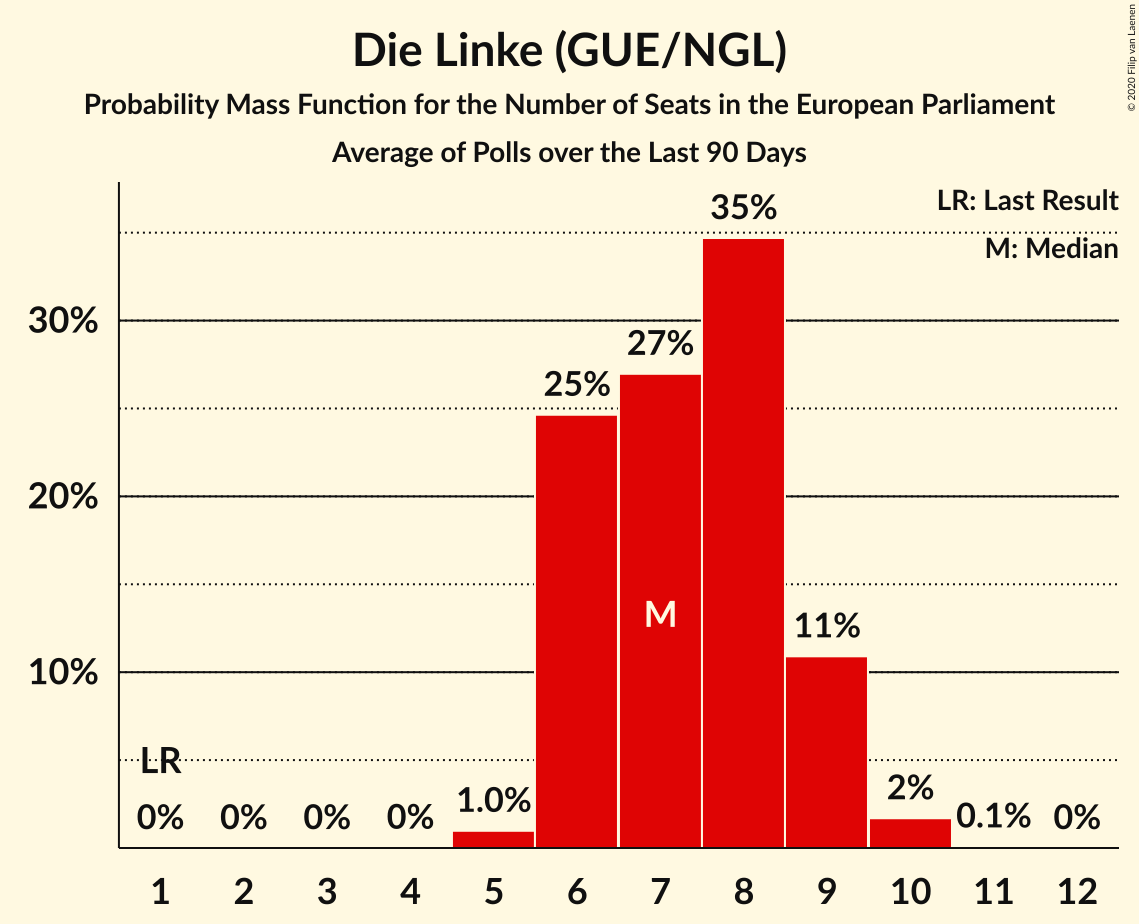 Die Linke (GUE/NGL)
Probability Mass Function for the Number of Seats in the European Parliament
Average of Polls over the Last 90 Days
© 2020 Filip van Laenen
LR: Last Result
M: Median
30%
20%
10%
LR
0%
0%
0%
0%
1.0%
25%
27%
M
35%
11%
2%
0.1%
0%
1 2 3 4 5 6 7 8 9 10 11 12